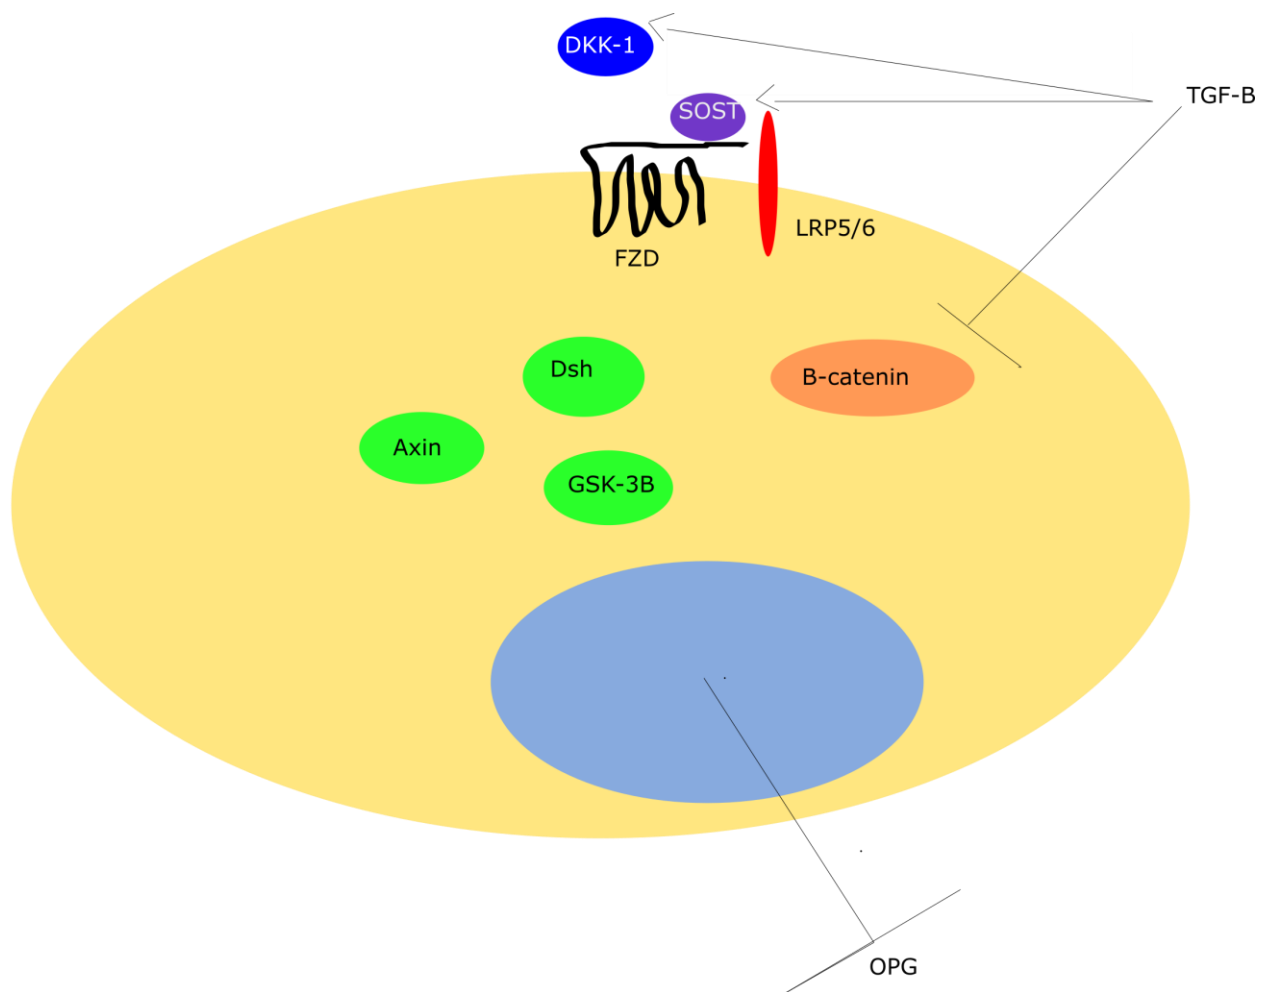 DKK-1
TGF-B
SOST
LRP5/6
FZD
Dsh
B-catenin
Axin
GSK-3B
OPG